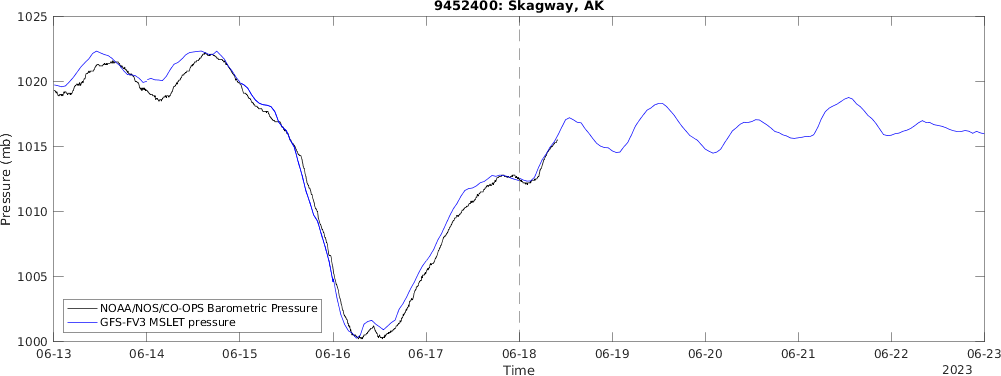 9452400: Skagway, AK
1025
1020
1015
1010
1005
1000
Pressure (mb)
NOAA/NOS/CO-OPS Barometric Pressure
GFS-FV3 MSLET pressure
06-13 06-14 06-15 06-16 06-17 06-18 06-19 06-20 06-21 06-22 06-23
Time
2023